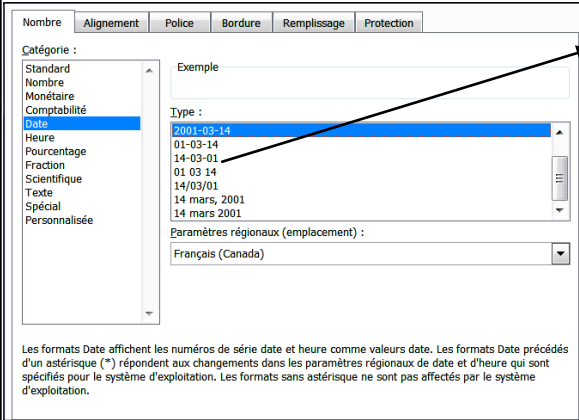 Nombre Alignement Police Bordure Remplissage Protection
Catégorie :
Standard
Nombre
Monétaire
Comptabilité
Date
Heure
Pourcentage
Fraction
Scientifique
Texte
Spécial
Personnalisée
Exemple
Type :
2001-03-14
01-03-14
14-03-01
01 03 14
14/03/01
14 mars, 2001
14 mars 2001
Paramètres régionaux (emplacement) :
Français (Canada)
Les formats Date affichent les numéros de série date et heure comme valeurs date. Les formats Date précédés
d'un astérisque (*) répondent aux changements dans les paramètres régionaux de date et d'heure qui sont
spécifiés pour le système d'exploitation. Les formats sans astérisque ne sont pas affectés par le système
d'exploitation.